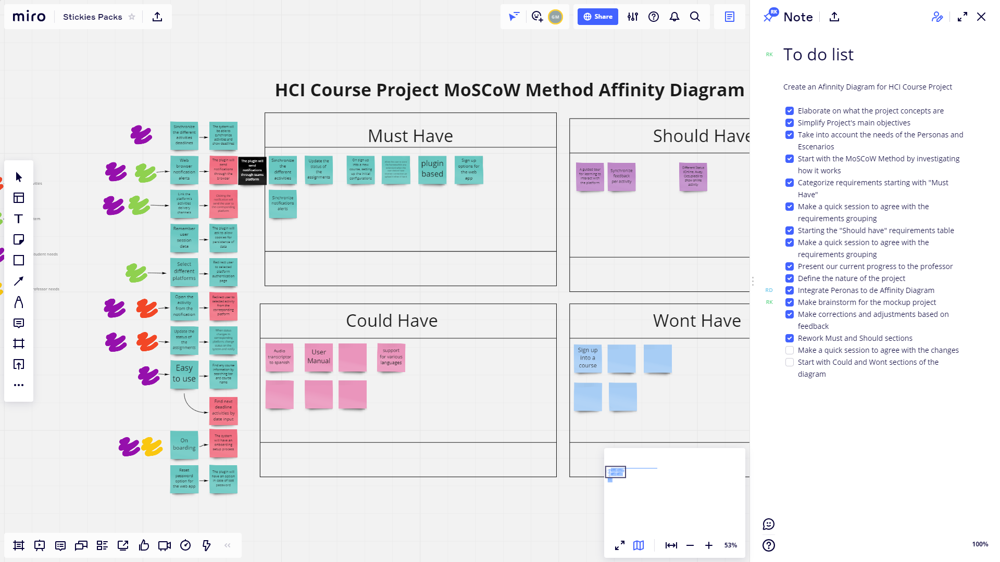 miro
Stickies Packs
GM
Share
RK
Note
HCI Course Project MoSCoW Method Affinity Diagram
Must Have
Should Have
Could Have
Wont Have
Sinchronize
the different
activities
deadlines
The system will
be able to
synchronize
activities and
show deadlines
Web
browser
notification
alerts
The plugin will
send
notifications
through the
browser
The plugin will
send
notifications
through teams
platform
Link the
platform's
activities
delivery
channels
Clicking the
notification will
send the user to
the corresponding
platform
Remember
user
session
data
The plugin will
ask to allow
cookies for
persistence of
data
Select
different
platforms
Redirect user
to selected
platform
authentication
page
Open the
activity
from the
notification
Redirect user to
selected activity
from the
corresponding
platform
Update the
status of
the
assignments
When status
changes in
corresponding
platform, change
status on the
system and notify
Easy
to use
Find any course
information by
searching bar
and course
name
Find next
deadline
activities by
date input
On
boarding
The system
will have an
onboarding
setup process
Reset
password
option for
the web app
The plugin will
have an option
in case of lost
password
Sinchronize
the
different
activities
Update the
status of
the
assignments
On sign up
into a new
course, setting
up the initial
configurations
plugin
based
Sign up
options for
the web
app
Sinchronize
notifications
alerts
A guided tour
for learning to
interact with
the platform
Synchronize
feedback
per activity
Different Status
(Online, Away,
Occupied) to
show online
activity
Audio
transcriptor
to spanish
User
Manual
support
for various
languages
Sign up
into a
course
vities
tem
tudent needs
rofessor needs
53%
RK
To do list
Create an Afinnity Diagram for HCI Course Project
Elaborate on what the project concepts are
Simplify Project's main objectives
Take into account the needs of the Personas and
Escenarios
Start with the MoSCoW Method by investigating
how it works
Categorize requirements starting with "Must
Have"
Make a quick session to agree with the
requirements grouping
Starting the "Should have" requirements table
Make a quick session to agree with the
requirements grouping
Present our current progress to the professor
Define the nature of the project
RD
Integrate Peronas to de Affinity Diagram
RK
Make brainstorm for the mockup project
Make corrections and adjustments based on
feedback
Rework Must and Should sections
Make a quick session to agree with the changes
Start with Could and Wont sections of the
diagram
100%